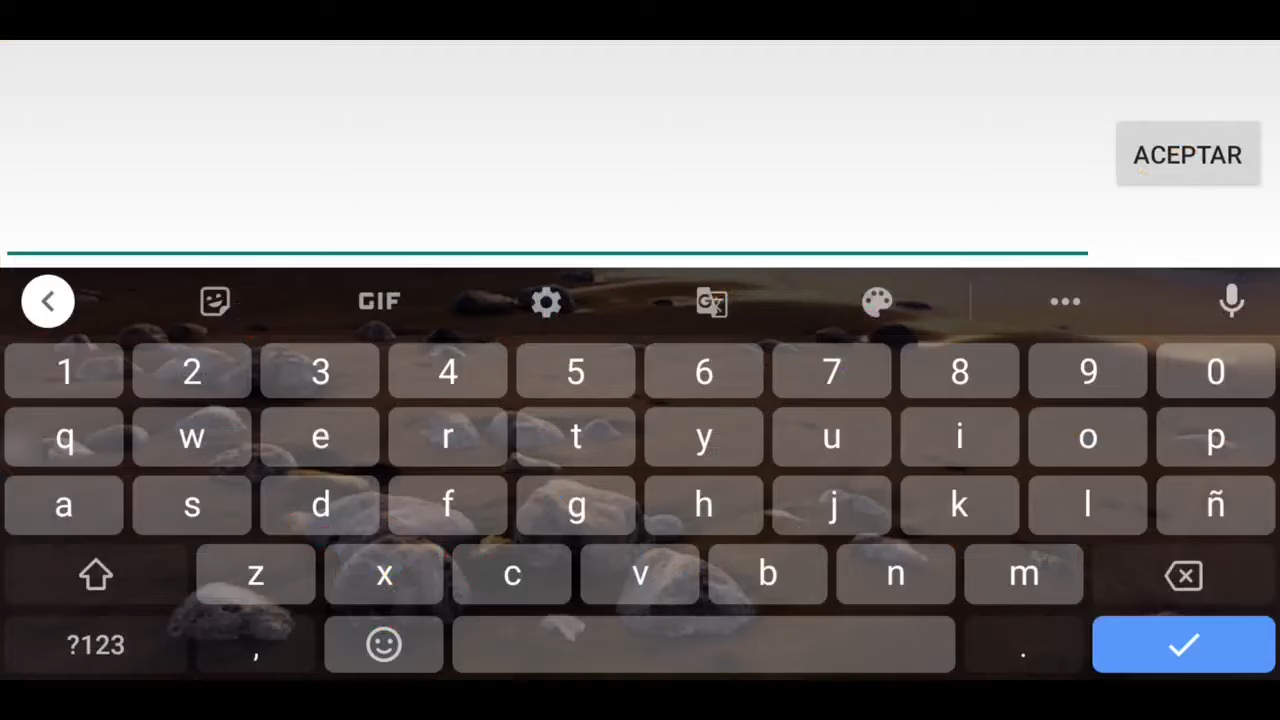 ACEPTAR
GIF
1 2 3 4 5 6 7 8 9 0
q w e r t y u i o p
a s d f g h j k l ñ
z x c v b n m
?123 , .